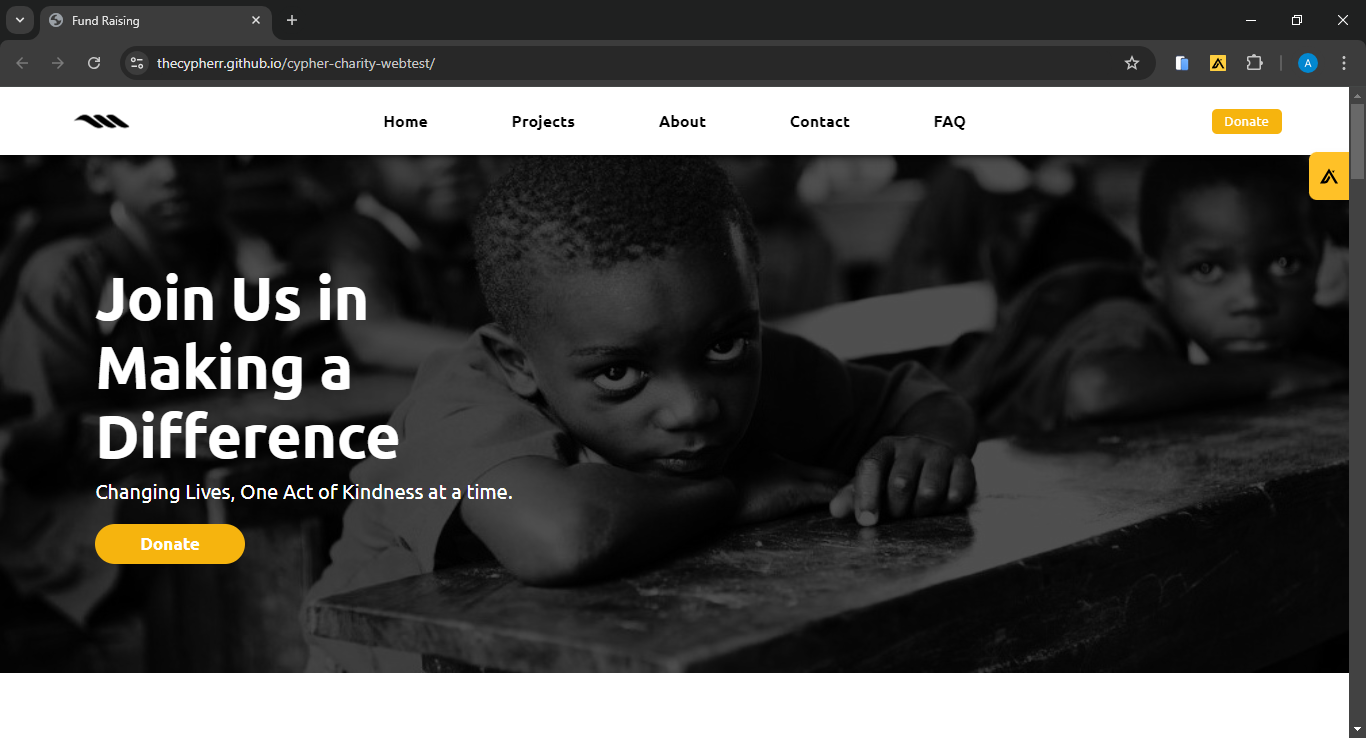 Fund Raising
thecypherr.github.io/cypher-charity-webtest/
A
Home Projects About Contact FAQ Donate
Join Us in
Making a
Difference
Changing Lives, One Act of Kindness at a time.
Donate